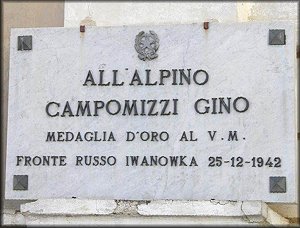 ALL'ALPINO
CAMPOMIZZI GINO
MEDAGLIA D'ORO AL V.M.
FRONTE RUSSO IWANOWKA 25-12-1942